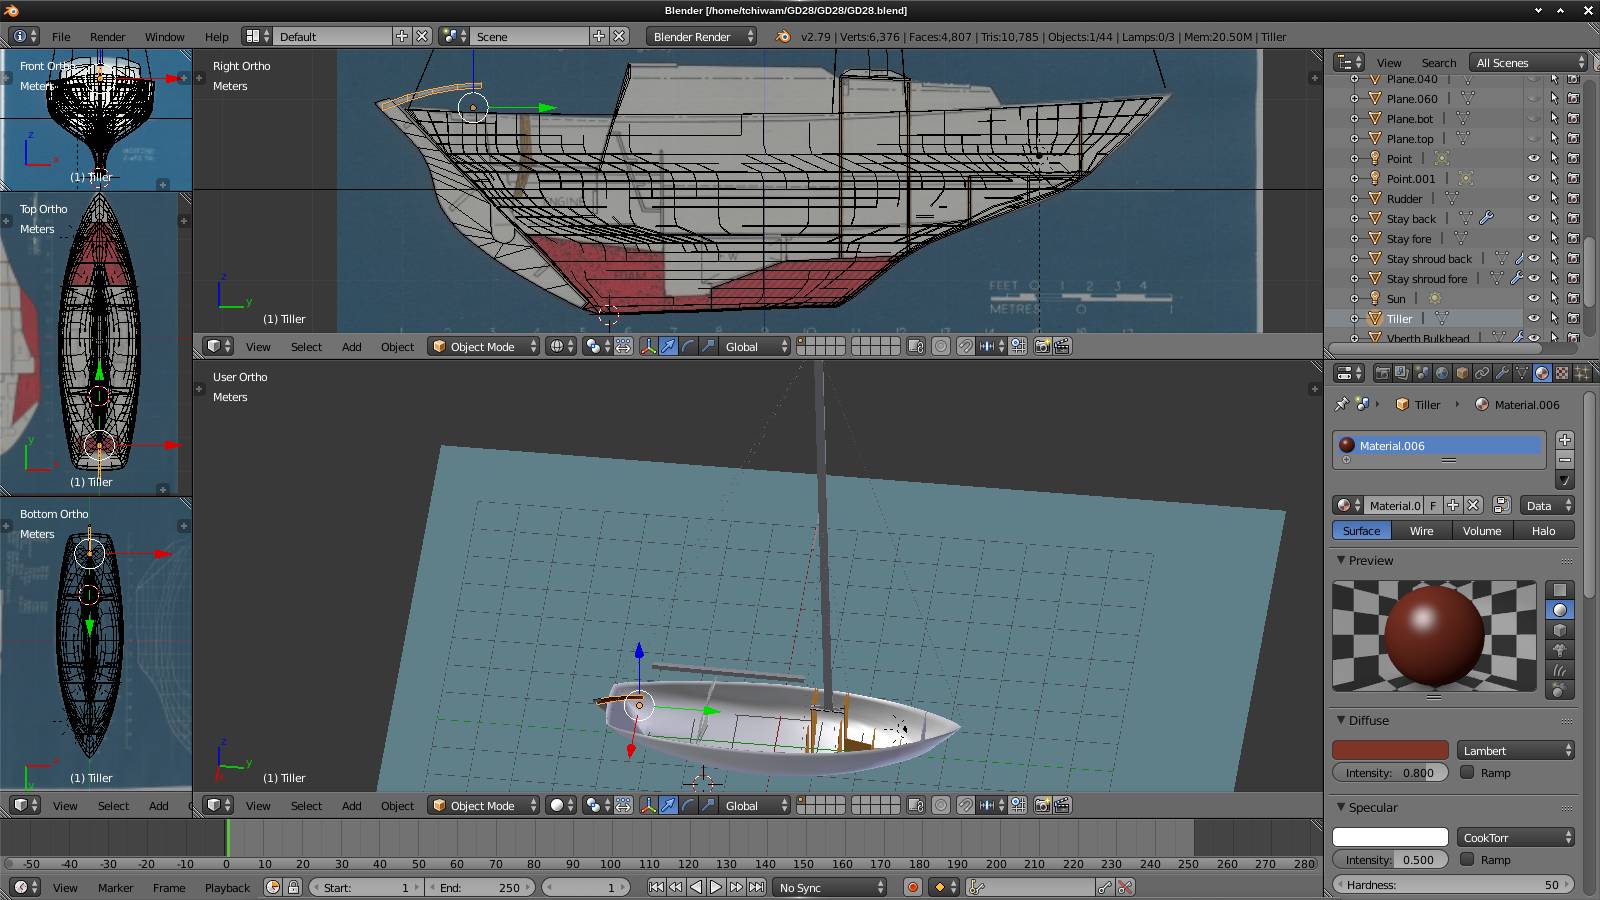 Blender [/home/tchiwam/GD28/GD28/GD28.blend]
File Render Window Help Default Scene Blender Render v2.79 | Verts:6,376 | Faces:4,807 | Tris:10,785 | Objects:1/44 | Lamps:0/3 | Mem:20.50M | Tiller
Front Ortho
Meters
z
x
(1) Tiller
Top Ortho
Meters
y
x
(1) Tiller
Bottom Ortho
Meters
(1) Tiller
View Select Add
Right Ortho
Meters
ENGINE
FOAM
W
FEET 0 1 2 3 4
METRES 0 1
z
y
(1) Tiller
View Select Add Object Object Mode Global
User Ortho
Meters
z
y
(1) Tiller
View Select Add Object Object Mode Global
View Search All Scenes
Plane.040
Plane.060
Plane.bot
Plane.top
Point
Point.001
Rudder
Stay back
Stay fore
Stay shroud back
Stay shroud fore
Sun
Tiller
Vberth Bulkhead
Tiller Material.006
Material.006
Material.0 F Data
Surface Wire Volume Halo
Preview
Diffuse
Lambert
Intensity: 0.800 Ramp
Specular
CookTorr
Intensity: 0.500 Ramp
Hardness: 50
-50 -40 -30 -20 -10 0 10 20 30 40 50 60 70 80 90 100 110 120 130 140 150 160 170 180 190 200 210 220 230 240 250 260 270 280
View Marker Frame Playback Start: 1 End: 250 1 No Sync